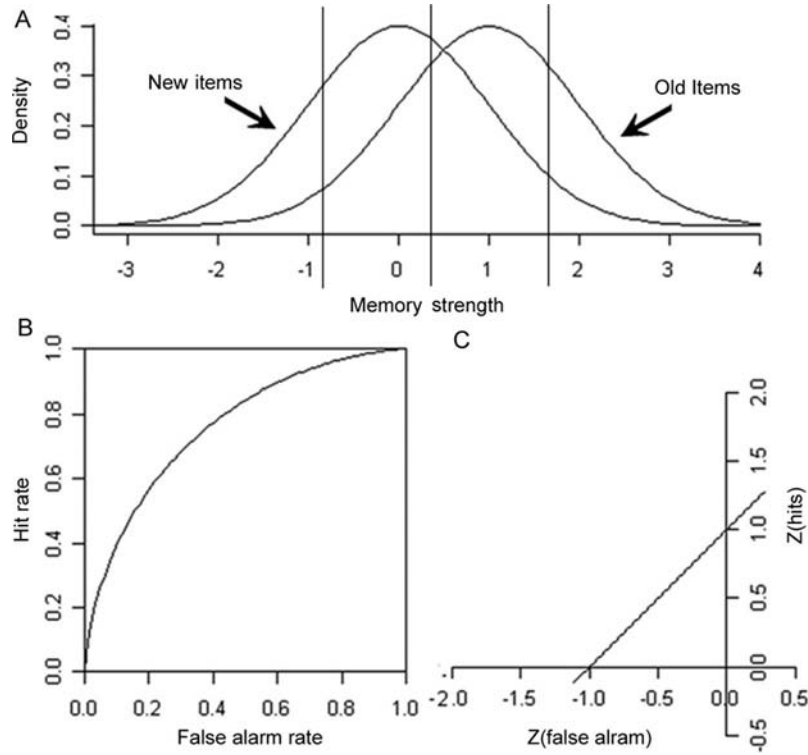 A
0.4
0.3
0.2
0.1
0.0
Density
New items
Old Items
-3 -2 -1 0 1 2 3 4
Memory strength
B
1.0
0.8
0.6
0.4
0.2
0.0
Hit rate
0.0 0.2 0.4 0.6 0.8 1.0
False alarm rate
C
2.0
1.5
1.0
0.5
0.0
-0.5
Z(hits)
-2.0 -1.5 -1.0 -0.5 0.0 0.5
Z(false alram)